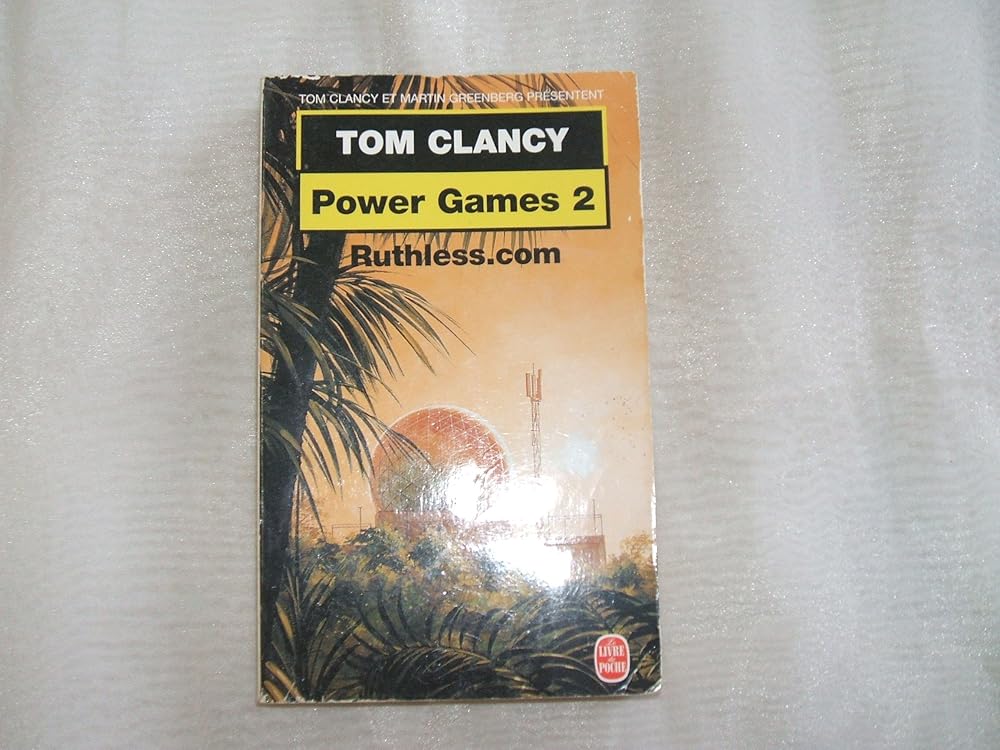 TOM CLANCY ET MARTIN GREENBERG PRÉSENTENT
TOM CLANCY
Power Games 2
Ruthless.com
Le
LIVRE
de
POCHE